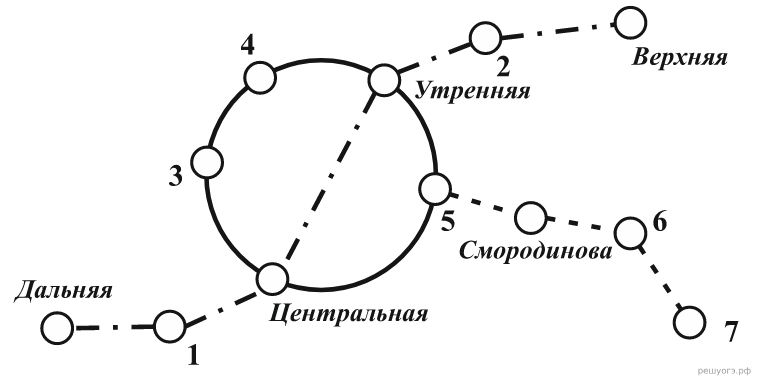 4
2
Верхняя
Утренняя
3
5
6
Смородинова
Дальняя
Центральная
1
7
решуогэ.рф